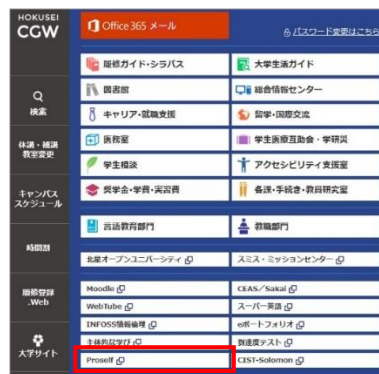 HOKUSEI
CGW
検索
休講・補講
教室変更
キャンパス
スケジュール
時間割
履修登録
.Web
大学サイト
Office 365 メール
パスワード変更はこちら
履修ガイド・シラバス
大学生活ガイド
図書館
総合情報センター
キャリア・就職支援
留学・国際交流
医務室
学生医療互助会・学研災
学生相談
アクセシビリティ支援室
奨学金・学費・実習費
各課・手続き・教員研究室
言語教育部門
教職部門
北星オープンユニバーシティ
スミス・ミッションセンター
Moodle
CEAS/Sakai
WebTube
スーパー英語
INFOSS情報倫理
eポートフォリオ
主体的な学び
到達度テスト
Proself
CIST-Solomon